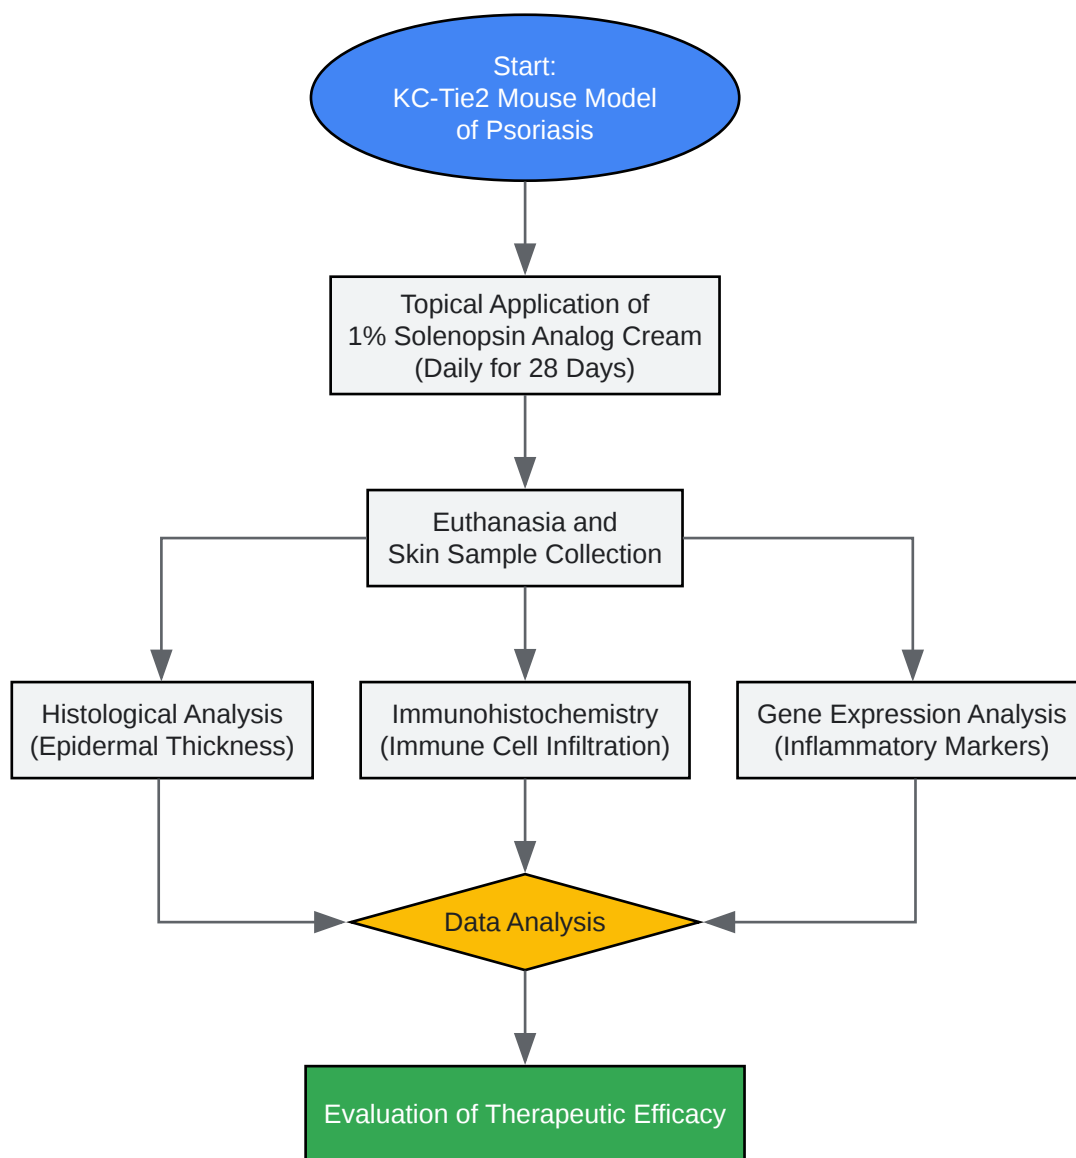 Start:
KC-Tie2 Mouse Model
of Psoriasis
Topical Application of
1% Solenopsin Analog Cream
(Daily for 28 Days)
Euthanasia and
Skin Sample Collection
Histological Analysis
(Epidermal Thickness)
Immunohistochemistry
(Immune Cell Infiltration)
Gene Expression Analysis
(Inflammatory Markers)
Data Analysis
Evaluation of Therapeutic Efficacy